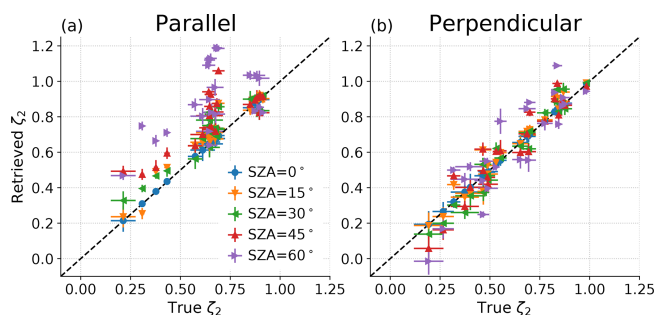 (a) Parallel
(b) Perpendicular
Retrieved ζ₂
1.2
1.0
0.8
0.6
0.4
0.2
0.0
SZA=0°
SZA=15°
SZA=30°
SZA=45°
SZA=60°
0.00 0.25 0.50 0.75 1.00 1.25
True ζ₂
1.2
1.0
0.8
0.6
0.4
0.2
0.0
0.00 0.25 0.50 0.75 1.00 1.25
True ζ₂